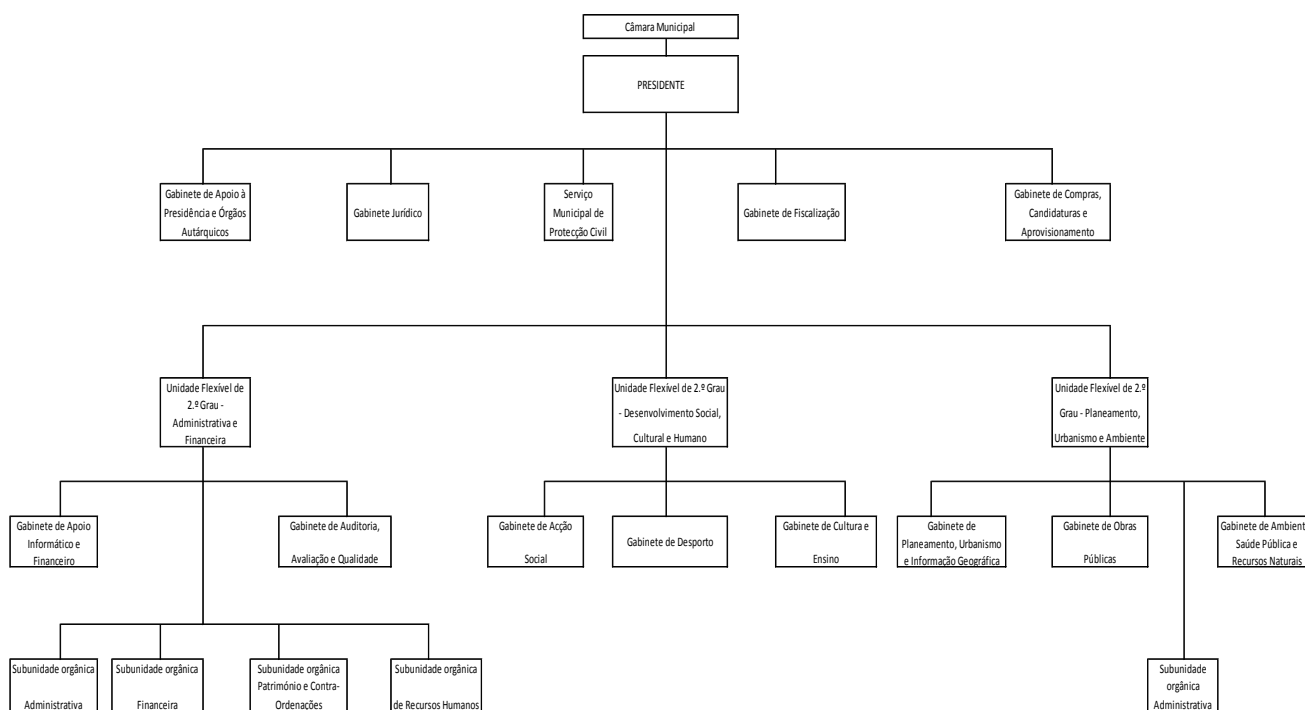 Câmara Municipal
PRESIDENTE
Gabinete de Apoio à
Presidência e Órgãos
Autárquicos
Gabinete Jurídico
Serviço
Municipal de
Protecção Civil
Gabinete de Fiscalização
Gabinete de Compras,
Candidaturas e
Aprovisionamento
Unidade Flexível de
2.º Grau -
Administrativa e
Financeira
Unidade Flexível de 2.º Grau
- Desenvolvimento Social,
Cultural e Humano
Unidade Flexível de 2.º
Grau - Planeamento,
Urbanismo e Ambiente
Gabinete de Apoio
Informático e
Financeiro
Gabinete de Auditoria,
Avaliação e Qualidade
Gabinete de Acção
Social
Gabinete de Desporto
Gabinete de Cultura e
Ensino
Gabinete de
Planeamento, Urbanismo
e Informação Geográfica
Gabinete de Obras
Públicas
Gabinete de Ambiente
Saúde Pública e
Recursos Naturais
Subunidade orgânica
Administrativa
Subunidade orgânica
Financeira
Subunidade orgânica
Património e Contra-
Ordenações
Subunidade orgânica
de Recursos Humanos
Subunidade
orgânica
Administrativa